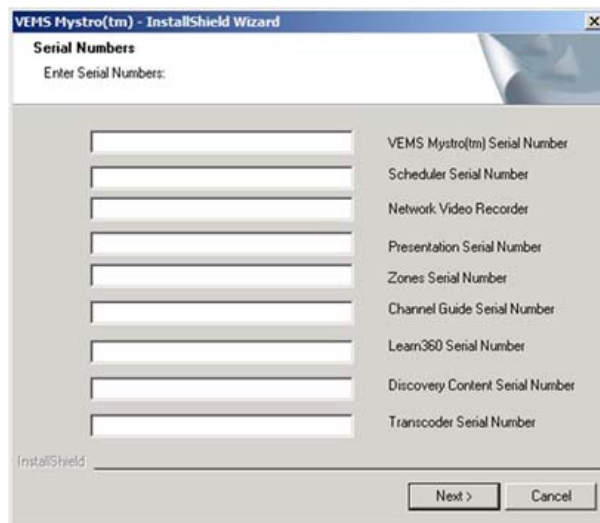 VEMS Mystro(tm) - InstallShield Wizard
Serial Numbers
Enter Serial Numbers:
VEMS Mystro(tm) Serial Number
Scheduler Serial Number
Network Video Recorder
Presentation Serial Number
Zones Serial Number
Channel Guide Serial Number
Learn360 Serial Number
Discovery Content Serial Number
Transcoder Serial Number
InstallShield
Next >
Cancel